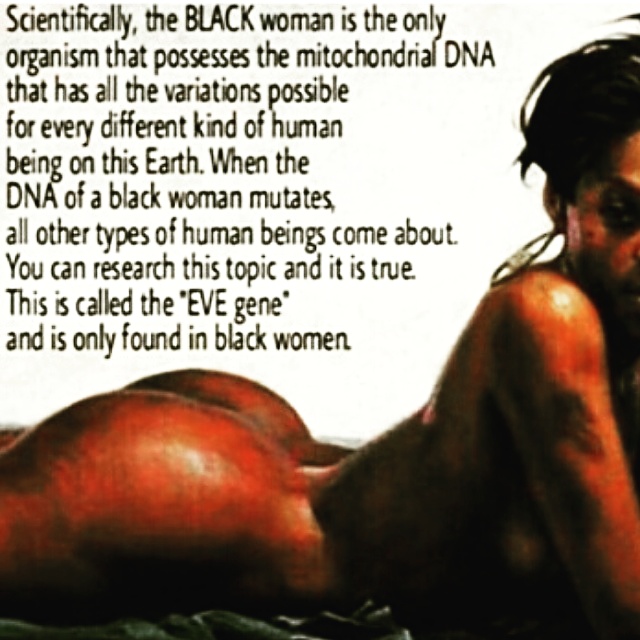 Scientifically, the BLACK woman is the only
organism that possesses the mitochondrial DNA
that has all the variations possible
for every different kind of human
being on this Earth. When the
DNA of a black woman mutates,
all other types of human beings come about.
You can research this topic and it is true.
This is called the "EVE gene"
and is only found in black women.